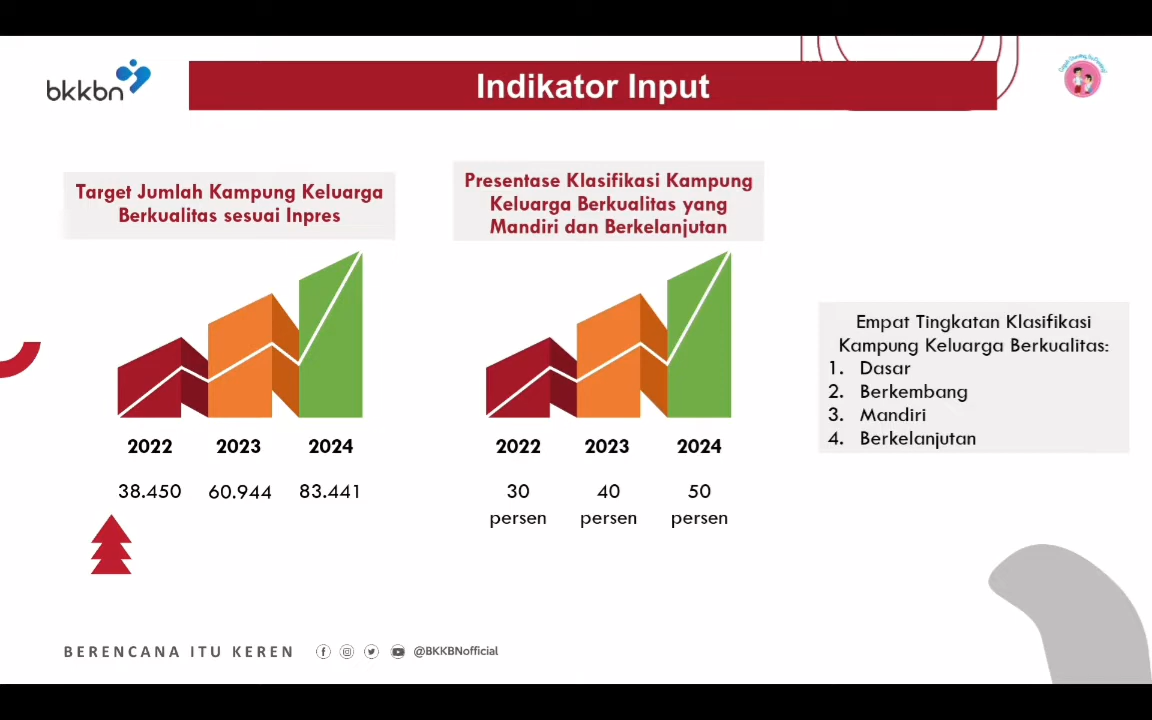 bkkbn
Indikator Input
Target Jumlah Kampung Keluarga
Berkualitas sesuai Inpres
2022 2023 2024
38.450 60.944 83.441
Presentase Klasifikasi Kampung
Keluarga Berkualitas yang
Mandiri dan Berkelanjutan
2022 2023 2024
30 40 50
persen persen persen
Empat Tingkatan Klasifikasi
Kampung Keluarga Berkualitas:
1. Dasar
2. Berkembang
3. Mandiri
4. Berkelanjutan
BERENCANA ITU KEREN
@BKKBNofficial